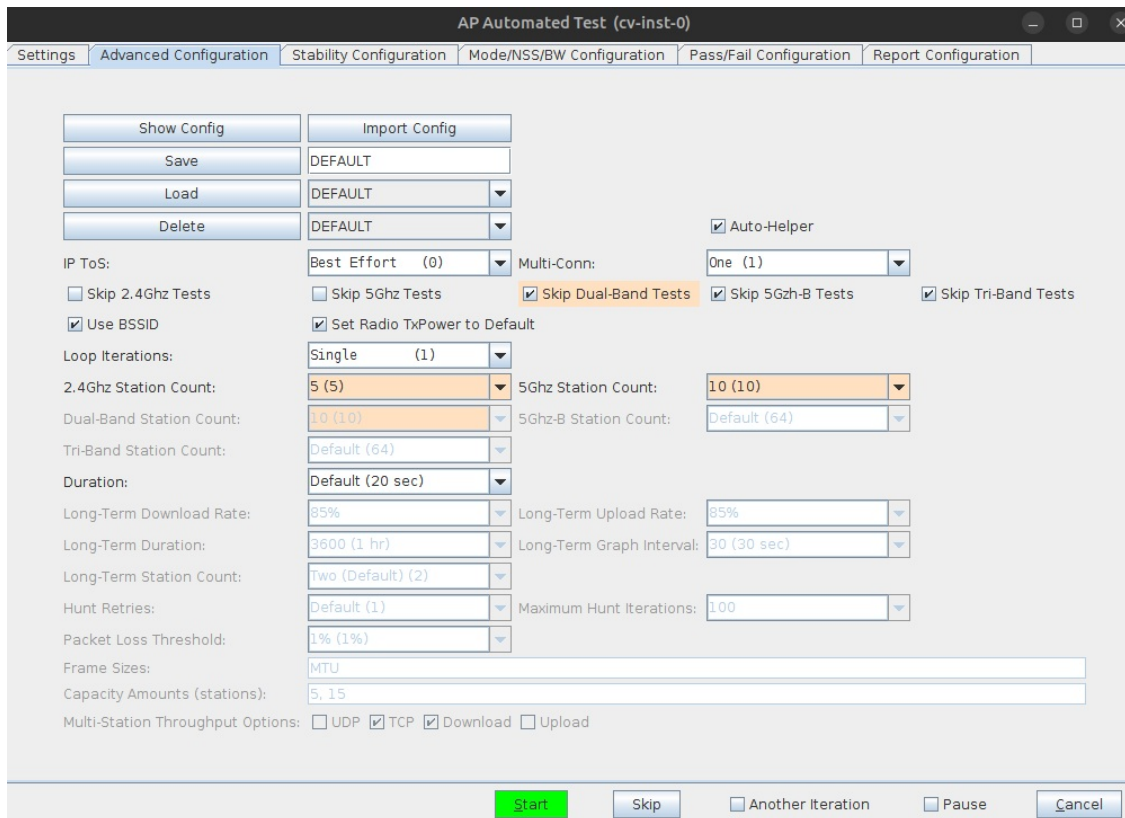 AP Automated Test (cv-inst-0)
Settings Advanced Configuration Stability Configuration Mode/NSS/BW Configuration Pass/Fail Configuration Report Configuration
Show Config Import Config
Save DEFAULT
Load DEFAULT
Delete DEFAULT Auto-Helper
IP ToS: Best Effort (0) Multi-Conn: One (1)
Skip 2.4Ghz Tests Skip 5Ghz Tests Skip Dual-Band Tests Skip 5Gzh-B Tests Skip Tri-Band Tests
Use BSSID Set Radio TxPower to Default
Loop Iterations: Single (1)
2.4Ghz Station Count: 5 (5) 5Ghz Station Count: 10 (10)
Dual-Band Station Count: 10 (10) 5Ghz-B Station Count: Default (64)
Tri-Band Station Count: Default (64)
Duration: Default (20 sec)
Long-Term Download Rate: 85% Long-Term Upload Rate: 85%
Long-Term Duration: 3600 (1 hr) Long-Term Graph Interval: 30 (30 sec)
Long-Term Station Count: Two (Default) (2)
Hunt Retries: Default (1) Maximum Hunt Iterations: 100
Packet Loss Threshold: 1% (1%)
Frame Sizes: MTU
Capacity Amounts (stations): 5, 15
Multi-Station Throughput Options: UDP TCP Download Upload
Start Skip Another Iteration Pause Cancel